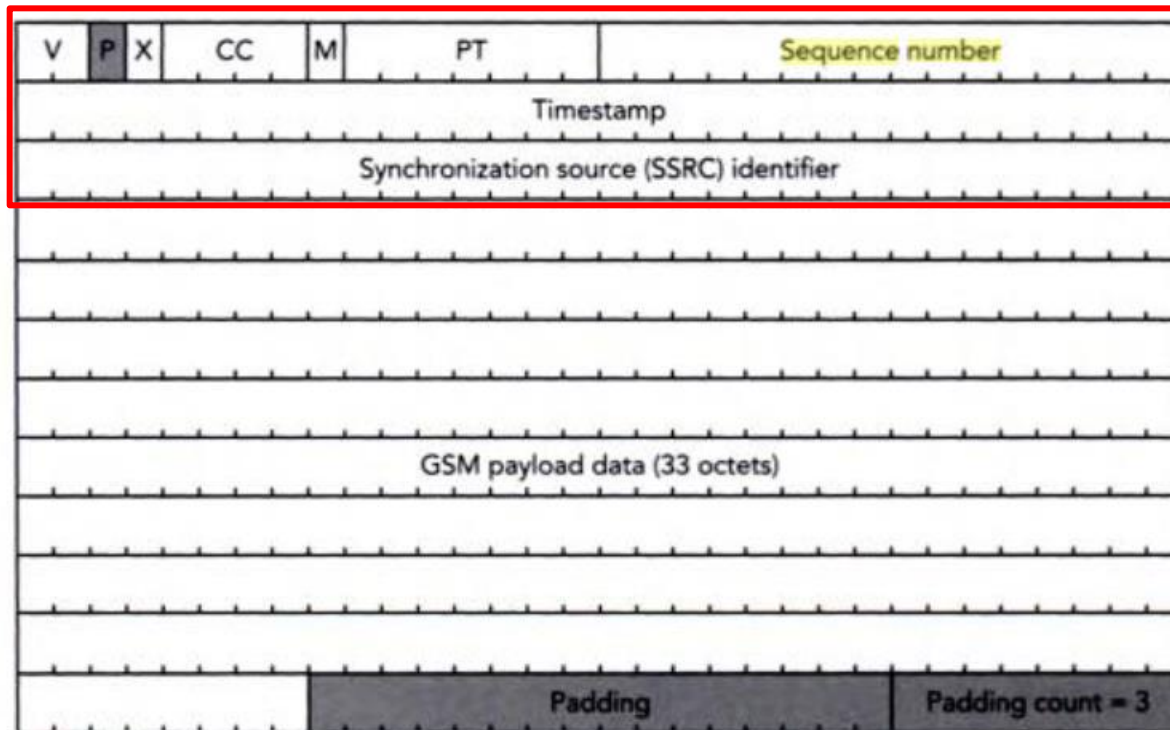 V P X CC M PT Sequence number
Timestamp
Synchronization source (SSRC) identifier
GSM payload data (33 octets)
Padding Padding count = 3